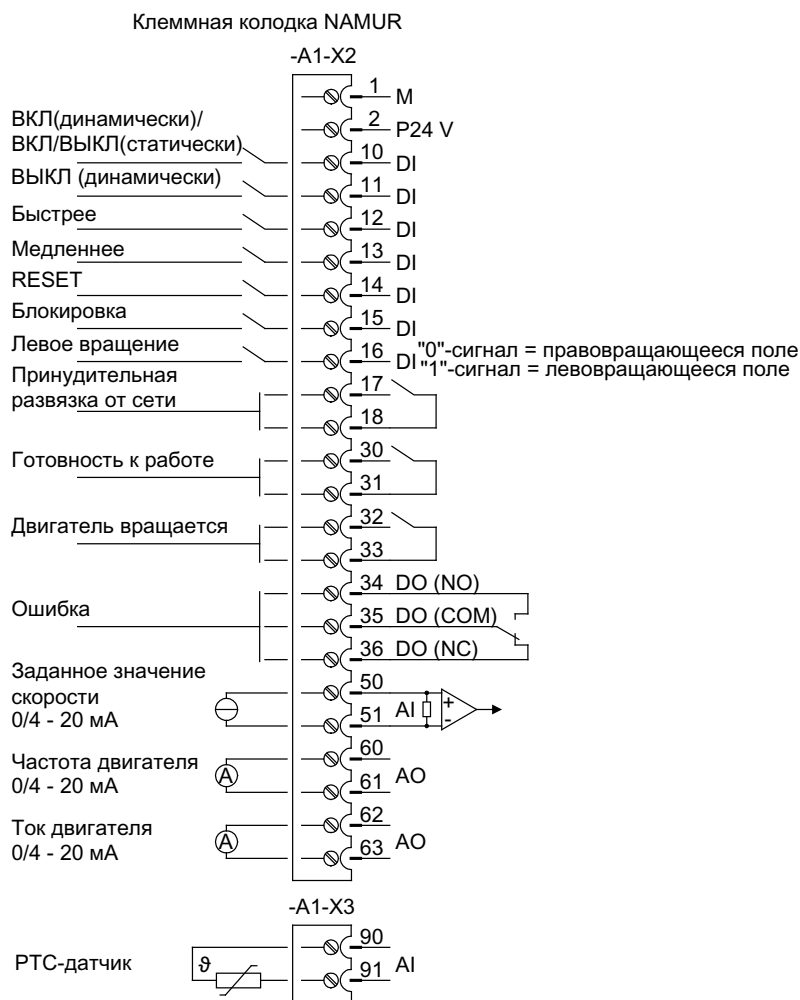 Клеммная колодка NAMUR
-A1-X2
1 M
2 P24 V
ВКЛ(динамически)/
ВКЛ/ВЫКЛ(статически)
10 DI
ВЫКЛ (динамически)
11 DI
Быстрее
12 DI
Медленнее
13 DI
RESET
14 DI
Блокировка
15 DI
Левое вращение
16 DI "0"-сигнал = правовращающееся поле
"1"-сигнал = левовращающееся поле
Принудительная
развязка от сети
17
18
Готовность к работе
30
31
Двигатель вращается
32
33
Ошибка
34 DO (NO)
35 DO (COM)
36 DO (NC)
Заданное значение
скорости
0/4 - 20 мА
50
51 AI + -
Частота двигателя
0/4 - 20 мА
A
60
61 AO
Ток двигателя
0/4 - 20 мА
A
62
63 AO
-A1-X3
PTC-датчик
ϑ
90
91 AI